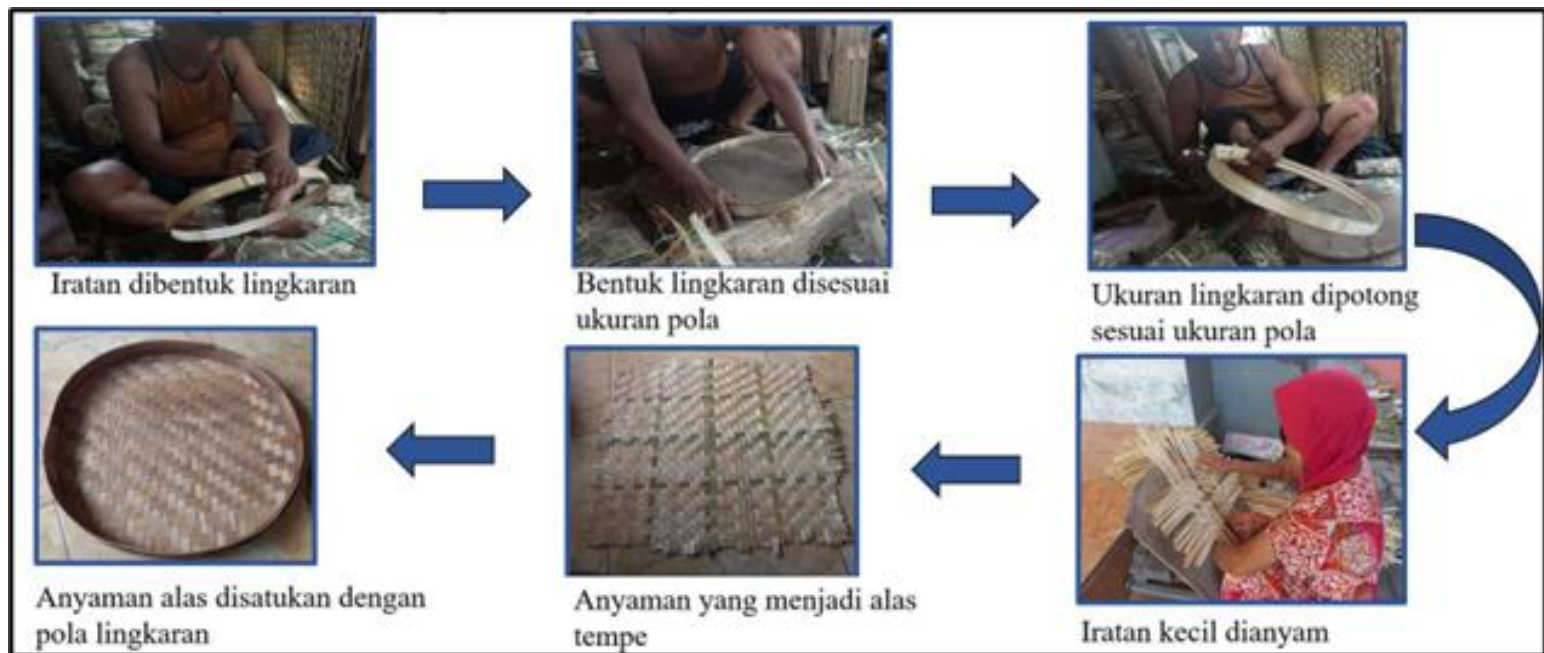 Iratan dibentuk lingkaran
Bentuk lingkaran disesuai
ukuran pola
Ukuran lingkaran dipotong
sesuai ukuran pola
Iratan kecil dianyam
Anyaman yang menjadi alas
tempe
Anyaman alas disatukan dengan
pola lingkaran